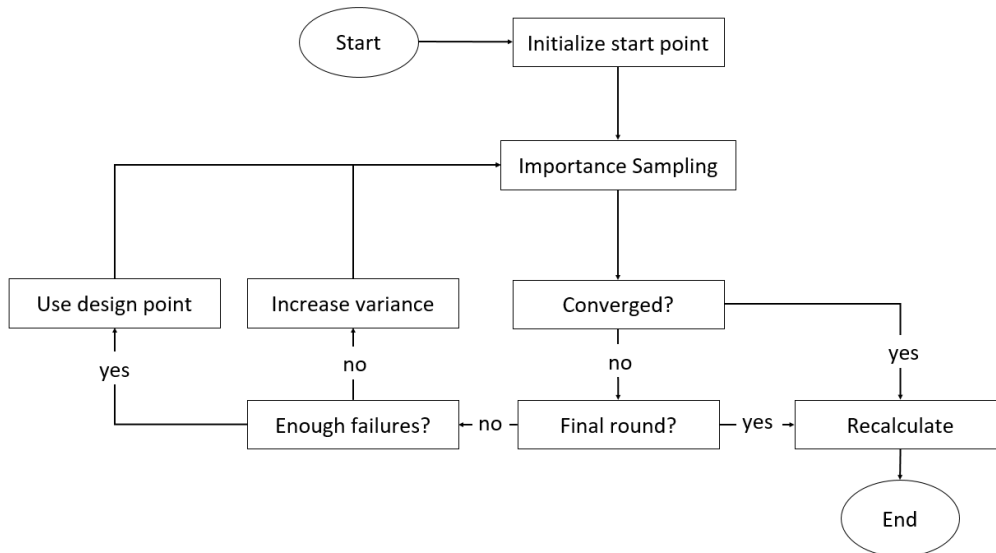 Start
Initialize start point
Importance Sampling
Use design point
Increase variance
Converged?
yes
no
no
yes
Enough failures?
no
Final round?
yes
Recalculate
End